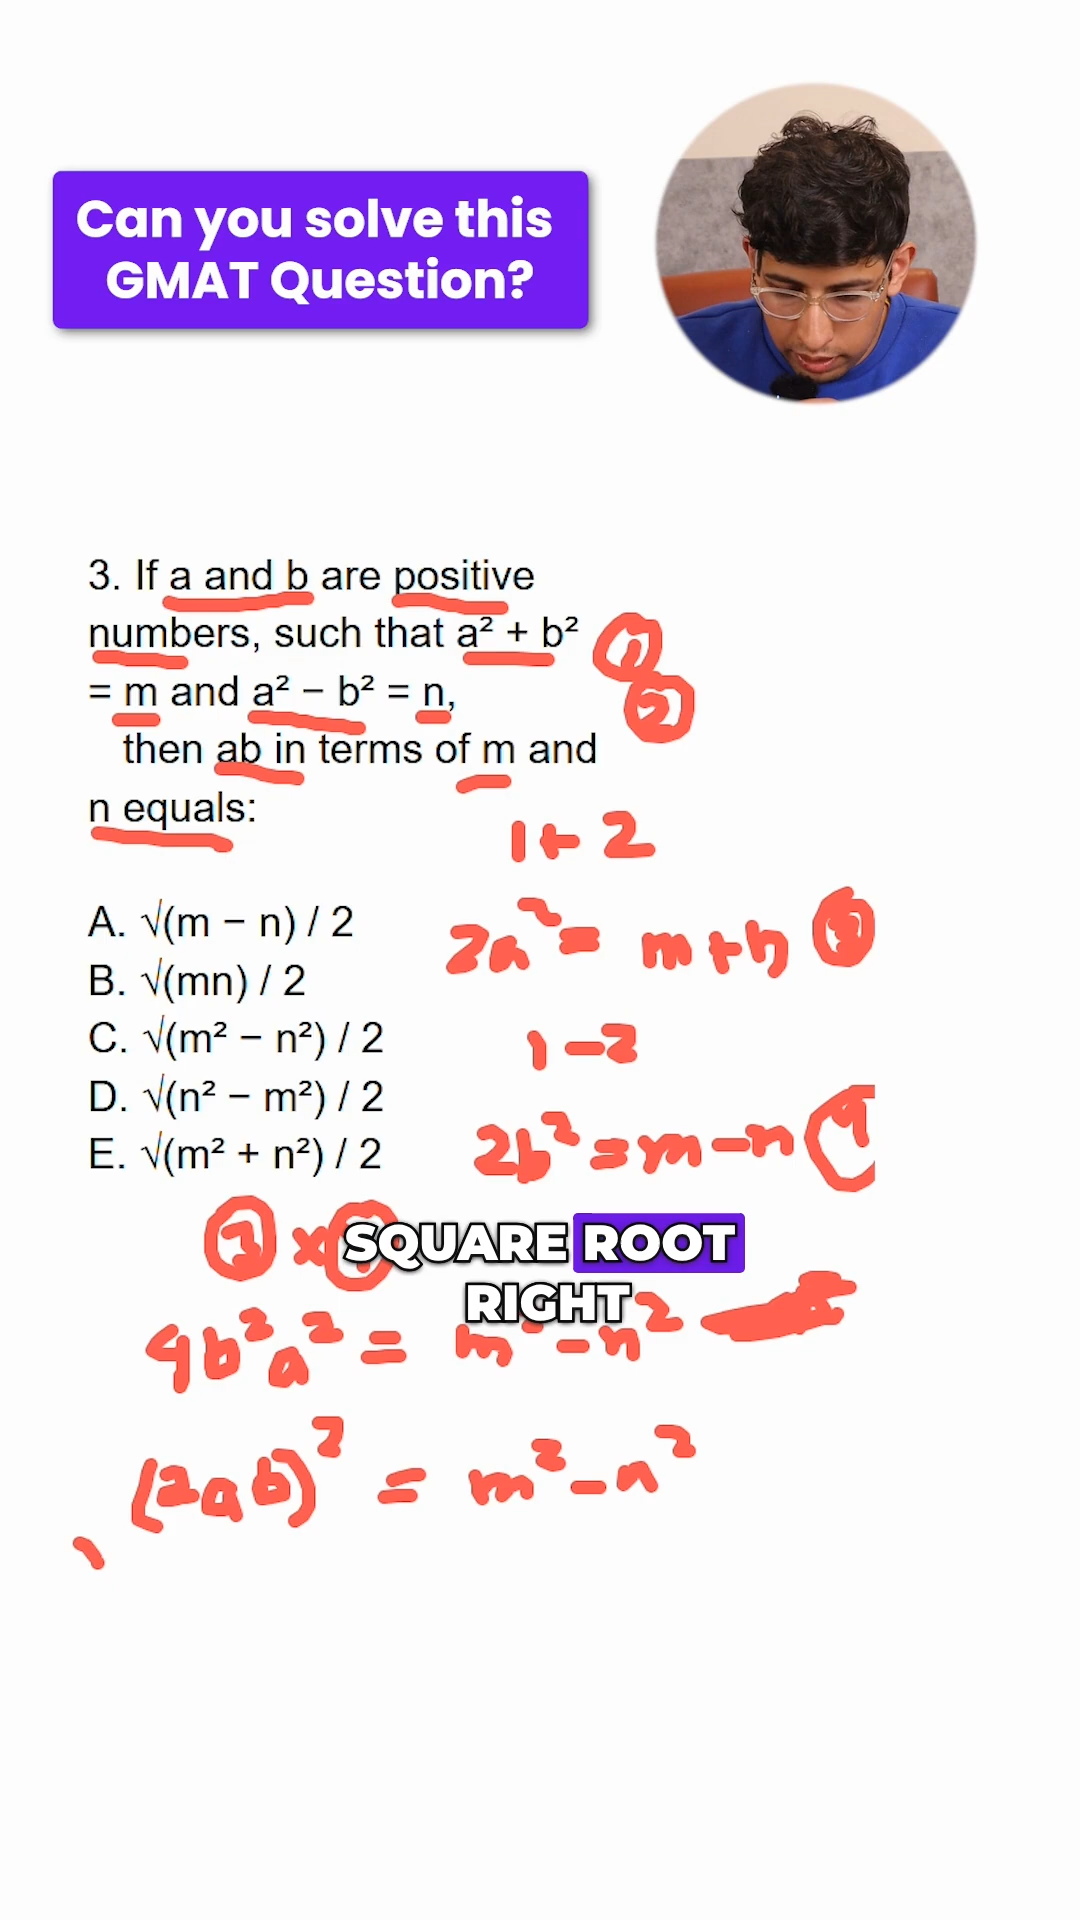 Can you solve this
GMAT Question?
3. If a and b are positive
numbers, such that a² + b²
= m and a² − b² = n,
then ab in terms of m and
n equals:
A. √(m − n) / 2
B. √(mn) / 2
C. √(m² − n²) / 2
D. √(n² − m²) / 2
E. √(m² + n²) / 2
1
2
1 + 2
2a² = m + n 3
1 − 2
2b² = m − n 4
3 ×
SQUARE ROOT
RIGHT
4b²a² = m² − n²
(2ab)² = m² − n²